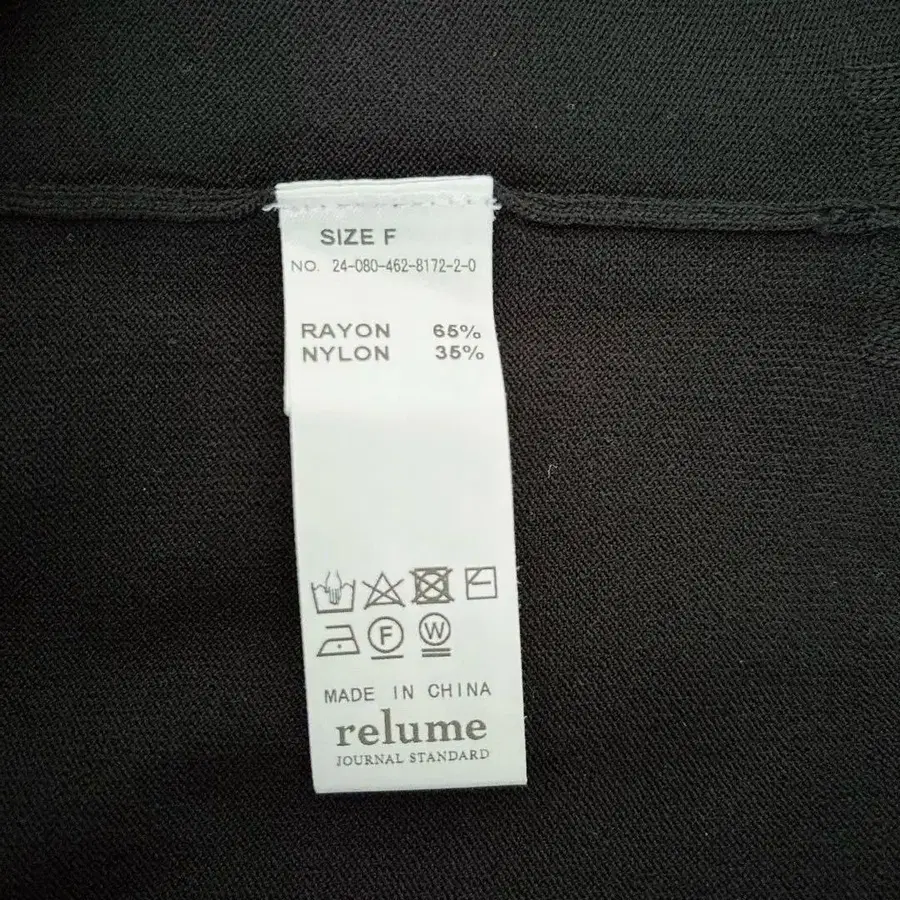 SIZE F
NO. 24-080-462-8172-2-0
RAYON 65%
NYLON 35%
F W
MADE IN CHINA
relume
JOURNAL STANDARD